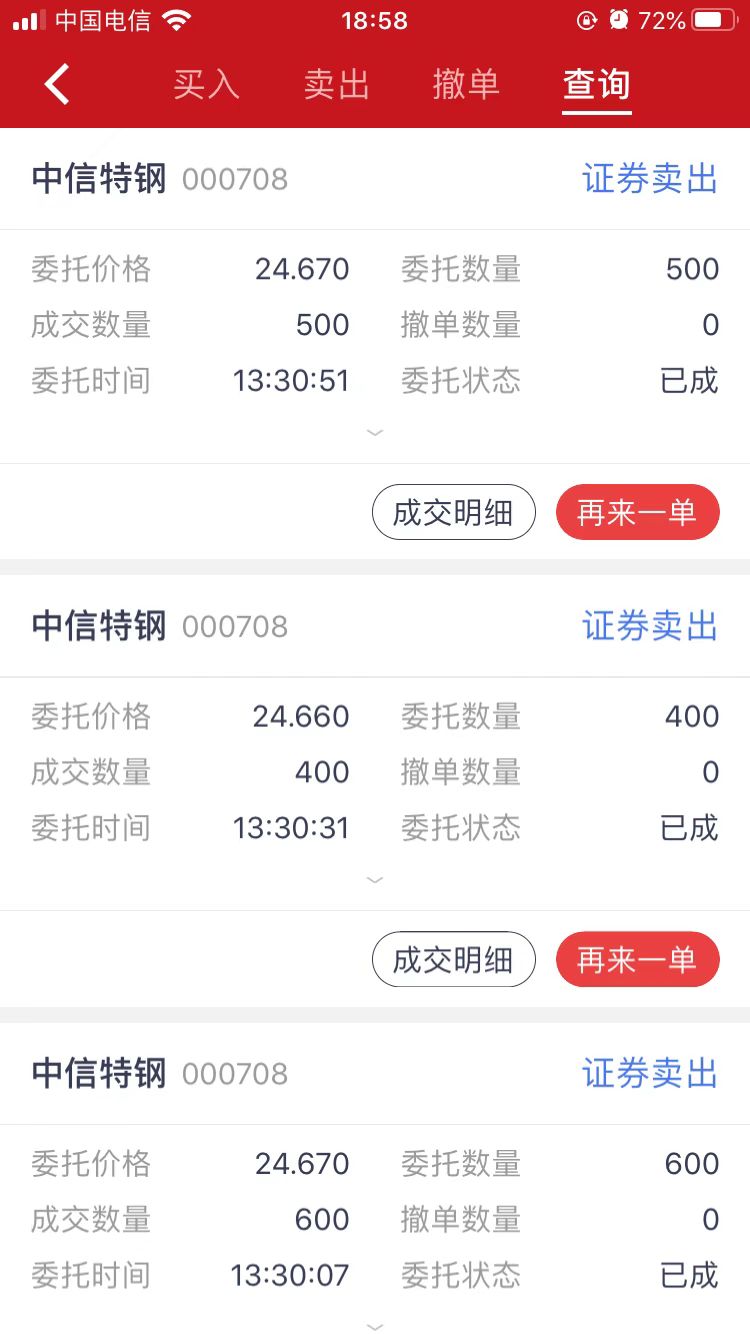 中国电信 18:58 72%
买入 卖出 撤单 查询
中信特钢 000708 证券卖出
委托价格 24.670 委托数量 500
成交数量 500 撤单数量 0
委托时间 13:30:51 委托状态 已成
成交明细 再来一单
中信特钢 000708 证券卖出
委托价格 24.660 委托数量 400
成交数量 400 撤单数量 0
委托时间 13:30:31 委托状态 已成
成交明细 再来一单
中信特钢 000708 证券卖出
委托价格 24.670 委托数量 600
成交数量 600 撤单数量 0
委托时间 13:30:07 委托状态 已成